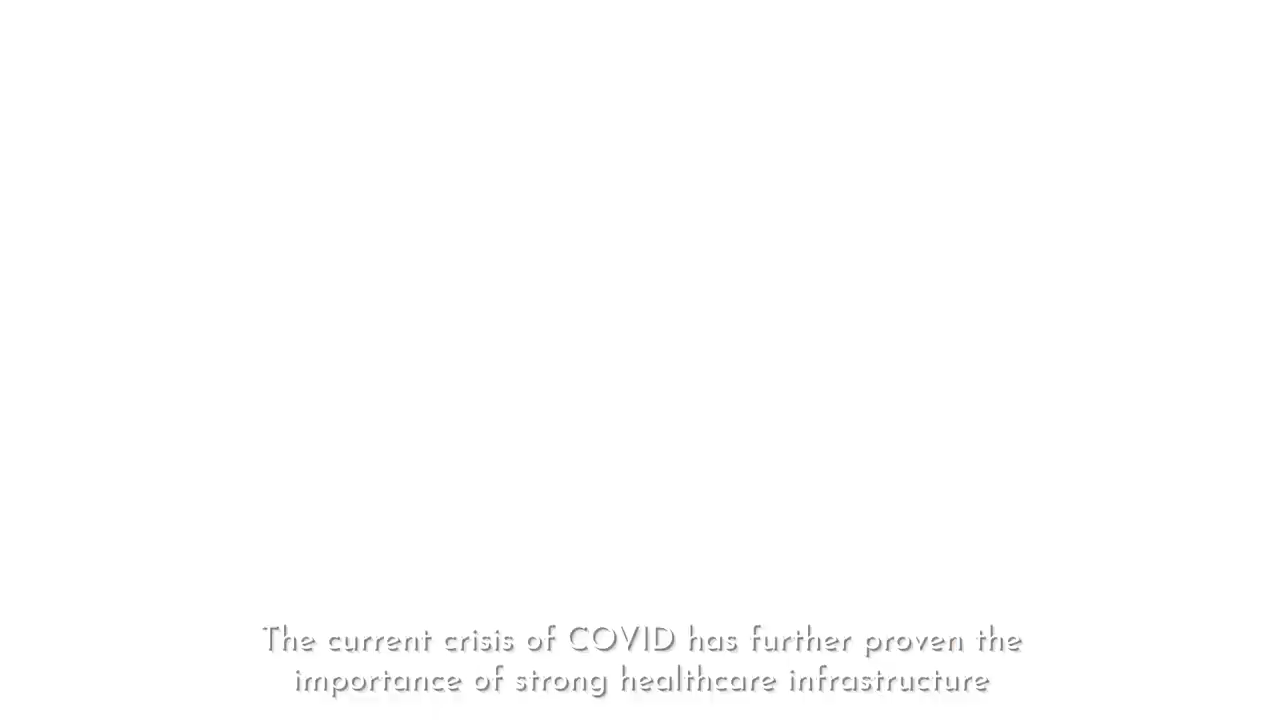 The current crisis of COVID has further proven the
importance of strong healthcare infrastructure